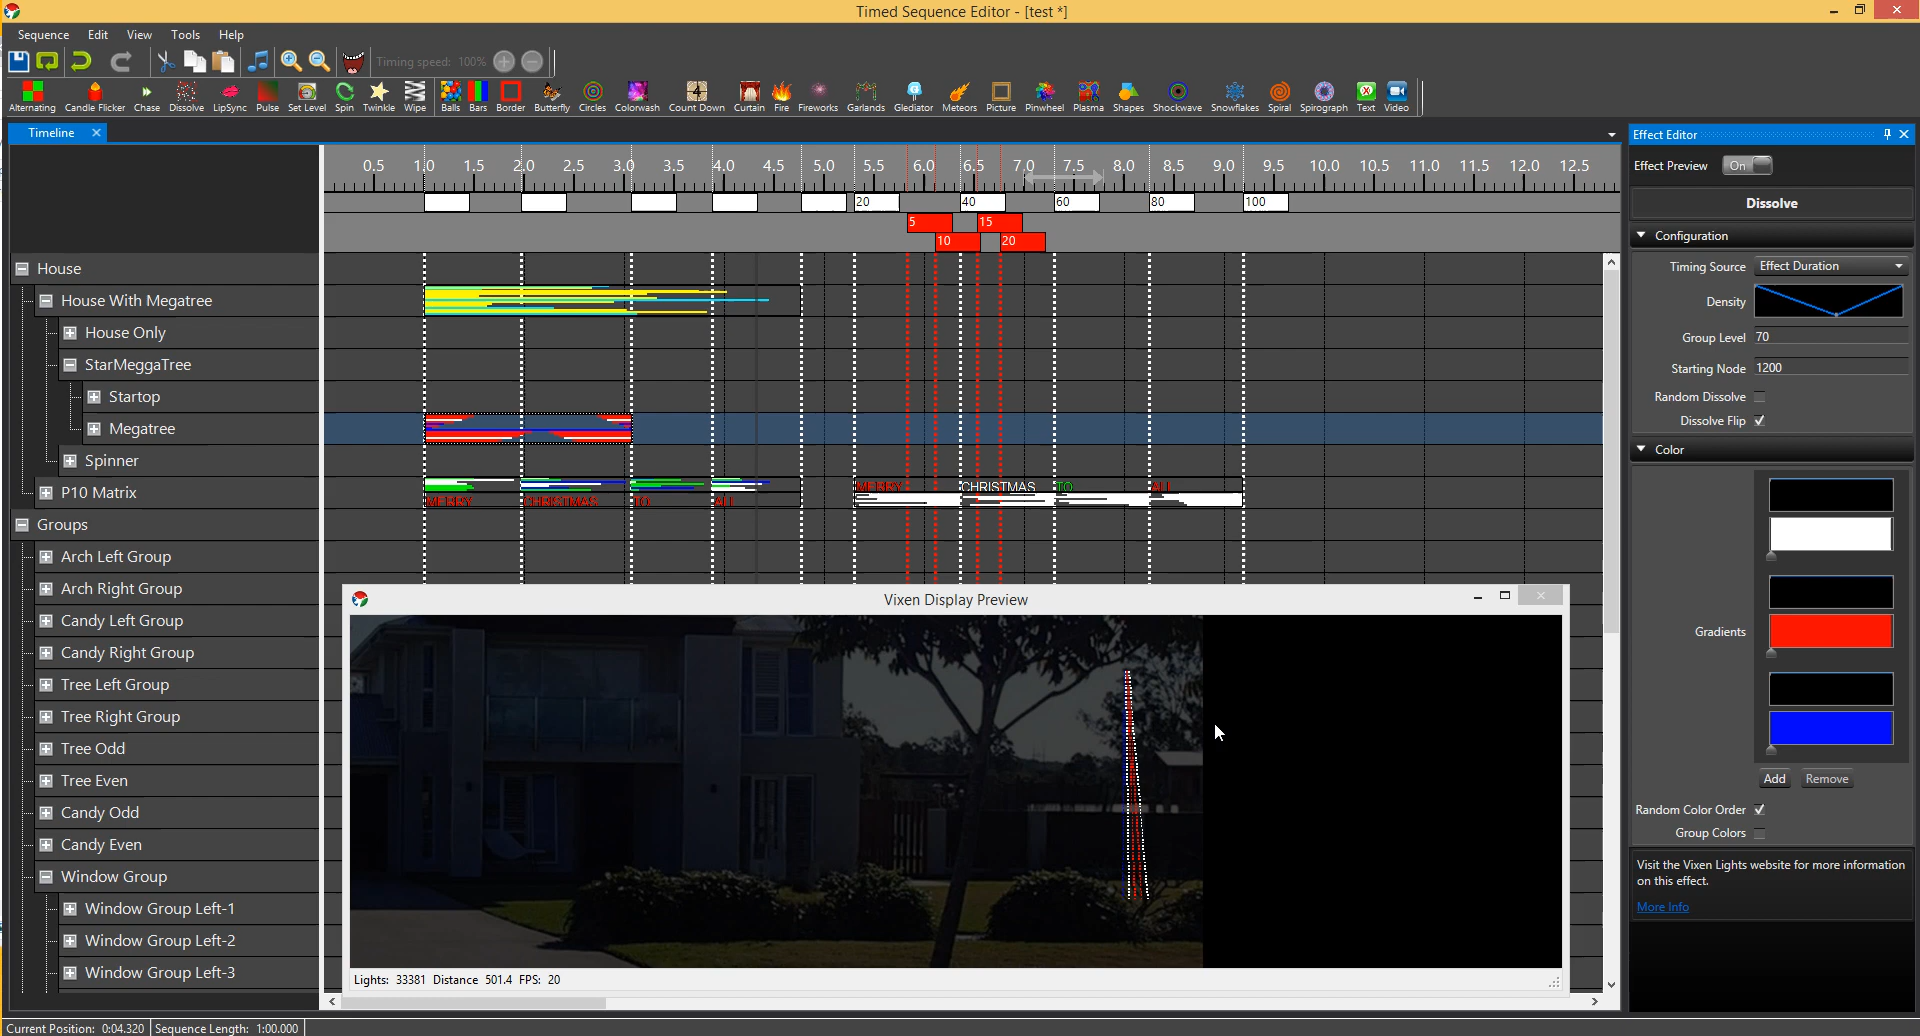 Timed Sequence Editor - [test *]
Sequence Edit View Tools Help
Timing speed: 100%
Alternating Candle Flicker Chase Dissolve LipSync Pulse Set Level Spin Twinkle Wipe Balls Bars Border Butterfly Circles Colorwash Count Down Curtain Fire Fireworks Garlands Glediator Meteors Picture Pinwheel Plasma Shapes Shockwave Snowflakes Spiral Spirograph Text Video
Timeline
0.5 1.0 1.5 2.0 2.5 3.0 3.5 4.0 4.5 5.0 5.5 6.0 6.5 7.0 7.5 8.0 8.5 9.0 9.5 10.0 10.5 11.0 11.5 12.0 12.5
20 40 60 80 100
5 15
10 20
House
House With Megatree
House Only
StarMeggaTree
Startop
Megatree
Spinner
P10 Matrix
MERRY CHRISTMAS TO ALL
MERRY CHRISTMAS TO ALL
Groups
Arch Left Group
Arch Right Group
Candy Left Group
Candy Right Group
Tree Left Group
Tree Right Group
Tree Odd
Tree Even
Candy Odd
Candy Even
Window Group
Window Group Left-1
Window Group Left-2
Window Group Left-3
Vixen Display Preview
Lights: 33381 Distance 501.4 FPS: 20
Effect Editor
Effect Preview On
Dissolve
Configuration
Timing Source Effect Duration
Density
Group Level 70
Starting Node 1200
Random Dissolve
Dissolve Flip
Color
Gradients
Add Remove
Random Color Order
Group Colors
Visit the Vixen Lights website for more information
on this effect.
More Info
Current Position: 0:04.320 Sequence Length: 1:00.000